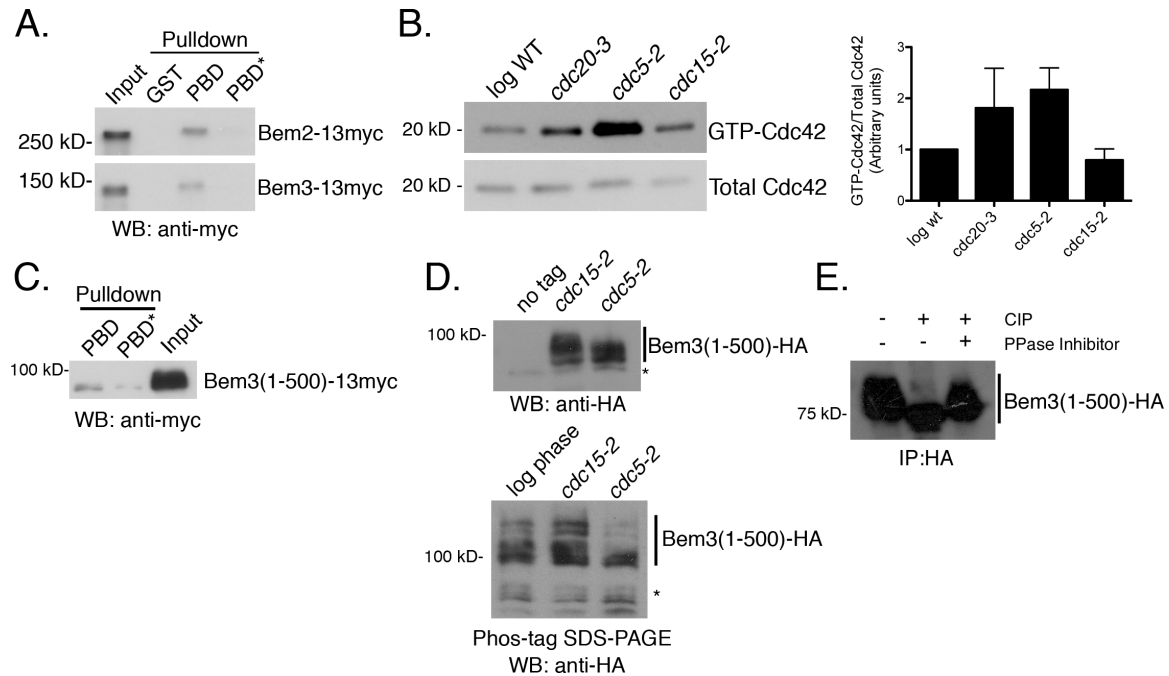 A.
Pulldown
Input GST PBD PBD*
250 kD- Bem2-13myc
150 kD- Bem3-13myc
WB: anti-myc
B.
log WT cdc20-3 cdc5-2 cdc15-2
20 kD - GTP-Cdc42
20 kD - Total Cdc42
GTP-Cdc42/Total Cdc42
(Arbitrary units)
3
2
1
0
log wt cdc20-3 cdc5-2 cdc15-2
C.
Pulldown
PBD PBD* Input
100 kD- Bem3(1-500)-13myc
WB: anti-myc
D.
no tag cdc15-2 cdc5-2
100 kD- Bem3(1-500)-HA
*
WB: anti-HA
log phase cdc15-2 cdc5-2
Bem3(1-500)-HA
100 kD-
*
Phos-tag SDS-PAGE
WB: anti-HA
E.
- + + CIP
- - + PPase Inhibitor
Bem3(1-500)-HA
75 kD-
IP:HA